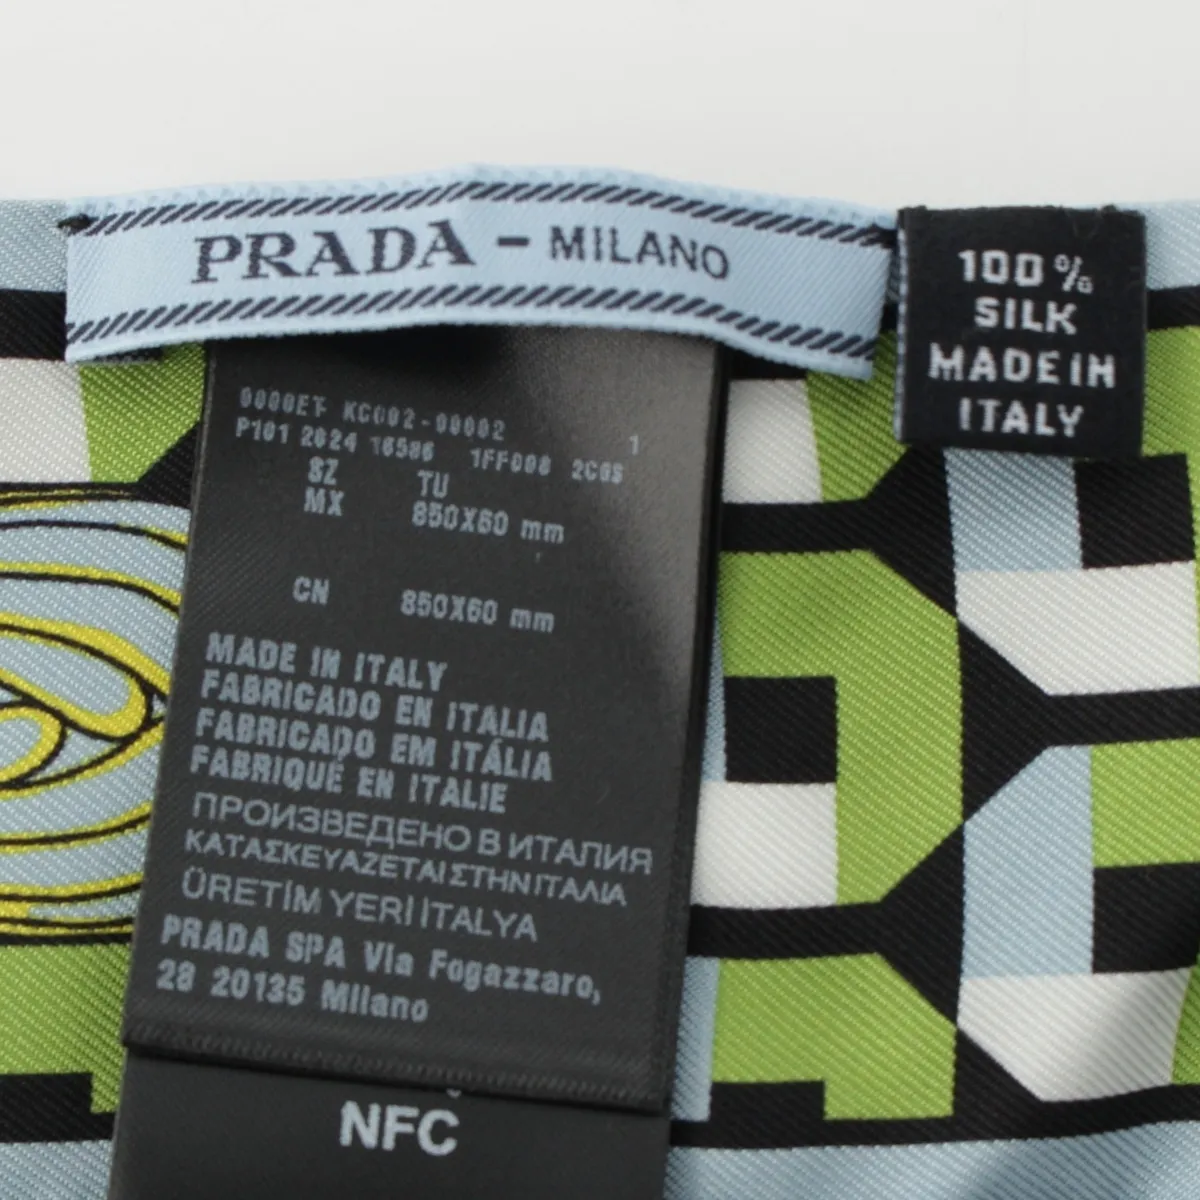 PRADA - MILANO
100%
SILK
MADE IN
ITALY
1
SZ TU
MX 850X60 mm
CN 850X60 mm
MADE IN ITALY
FABRICADO EN ITALIA
FABRICADO EM ITÁLIA
FABRIQUÉ EN ITALIE
ПРОИЗВЕДЕНО В ИТАЛИЯ
ΚΑΤΑΣΚΕΥΑΖΕΤΑΙ ΣΤΗΝ ΙΤΑΛΙΑ
ÜRETİM YERİ İTALYA
PRADA SPA Via Fogazzaro,
28 20135 Milano
NFC